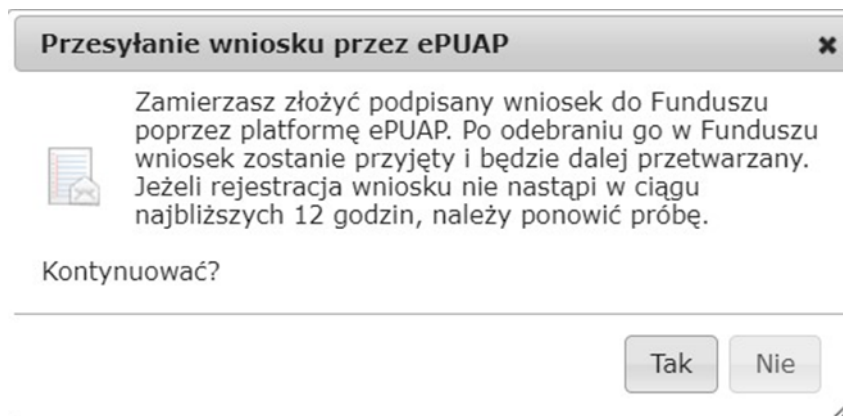 Przesyłanie wniosku przez ePUAP
Zamierzasz złożyć podpisany wniosek do Funduszu
poprzez platformę ePUAP. Po odebraniu go w Funduszu
wniosek zostanie przyjęty i będzie dalej przetwarzany.
Jeżeli rejestracja wniosku nie nastąpi w ciągu
najbliższych 12 godzin, należy ponowić próbę.
Kontynuować?
Tak Nie